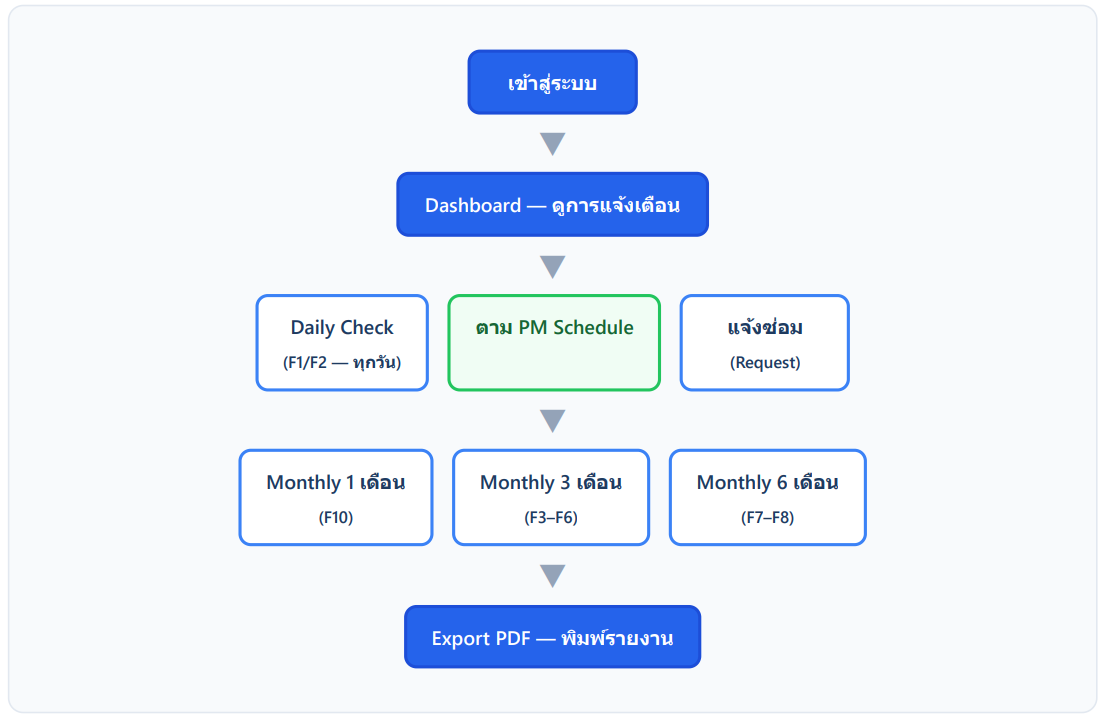 เข้าสู่ระบบ
Dashboard — ดูการแจ้งเตือน
Daily Check
(F1/F2 — ทุกวัน)
ตาม PM Schedule
แจ้งซ่อม
(Request)
Monthly 1 เดือน
(F10)
Monthly 3 เดือน
(F3–F6)
Monthly 6 เดือน
(F7–F8)
Export PDF — พิมพ์รายงาน